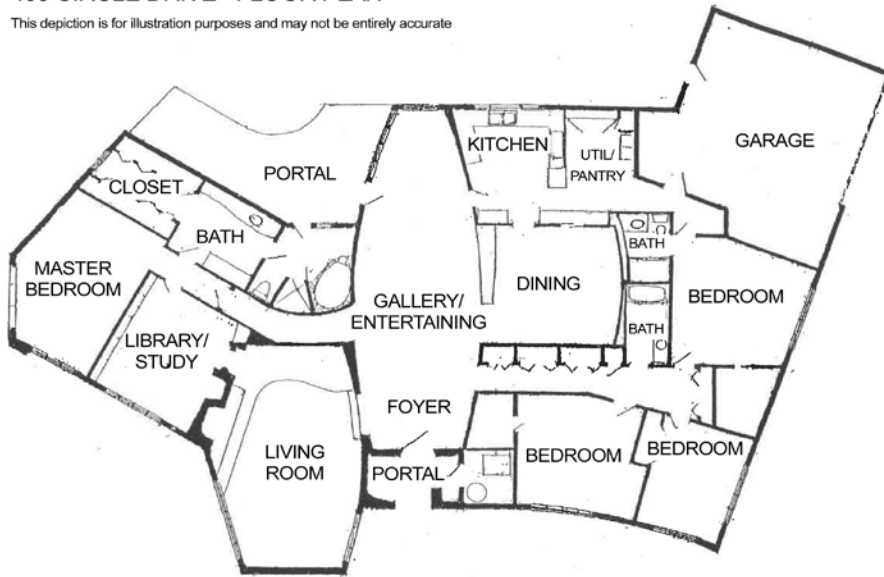 This depiction is for illustration purposes and may not be entirely accurate
GARAGE
KITCHEN
UTIL/
PANTRY
PORTAL
CLOSET
BATH
BATH
MASTER
BEDROOM
DINING
BEDROOM
GALLERY/
ENTERTAINING
BATH
LIBRARY/
STUDY
FOYER
LIVING
ROOM
PORTAL
BEDROOM
BEDROOM